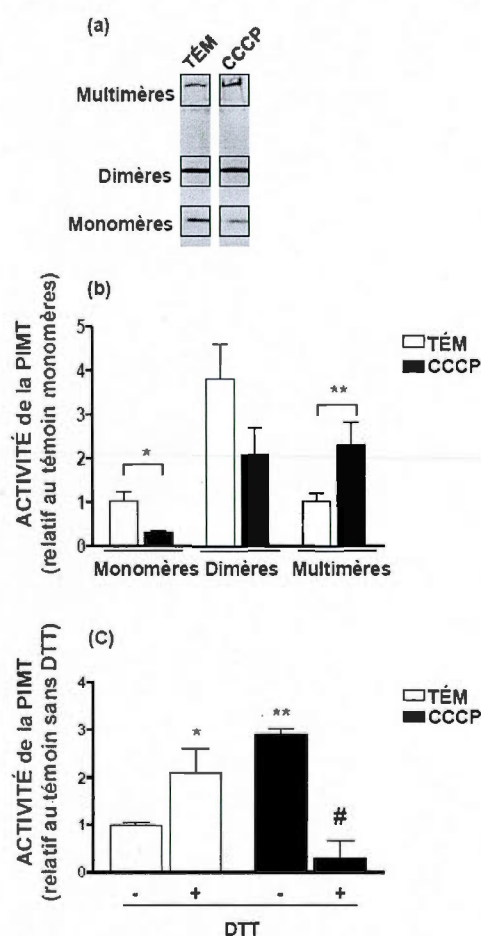 (a)
TÉM CCCP
Multimères
Dimères
Monomères
(b)
ACTIVITÉ de la PIMT
(relatif au témoin monomères)
5
4
3
2
1
0
* **
TÉM
CCCP
Monomères Dimères Multimères
(C)
ACTIVITÉ de la PIMT
(relatif au témoin sans DTT)
4
3
2
1
0
* ** #
TÉM
CCCP
- + - +
DTT